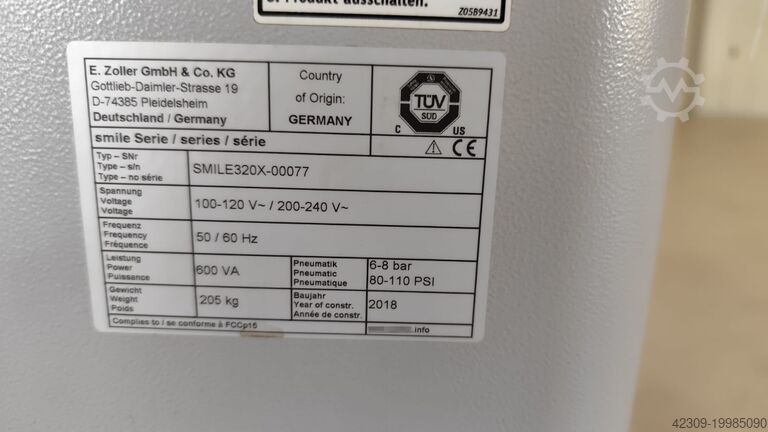 3. Produkt ausschalten.
Z05B9431
E. Zoller GmbH & Co. KG
Gottlieb-Daimler-Strasse 19
D-74385 Pleidelsheim
Deutschland / Germany
Country
of Origin:
GERMANY
TÜV
SÜD
C US
smile Serie / series / série
CE
Typ – SNr
Type – s/n
Type – no série
SMILE320X-00077
Spannung
Voltage
Voltage
100-120 V~ / 200-240 V~
Frequenz
Frequency
Fréquence
50 / 60 Hz
Leistung
Power
Puissance
600 VA
Pneumatik
Pneumatic
Pneumatique
6-8 bar
80-110 PSI
Gewicht
Weight
Poids
205 kg
Baujahr
Year of constr.
Année de constr.
2018
Complies to / se conforme à FCCp15
.info
42309-19985090